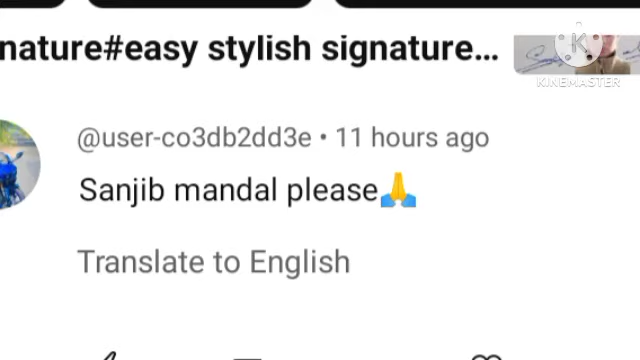 nature#easy stylish signature...
KINEMASTER
@user-co3db2dd3e • 11 hours ago
Sanjib mandal please🙏
Translate to English